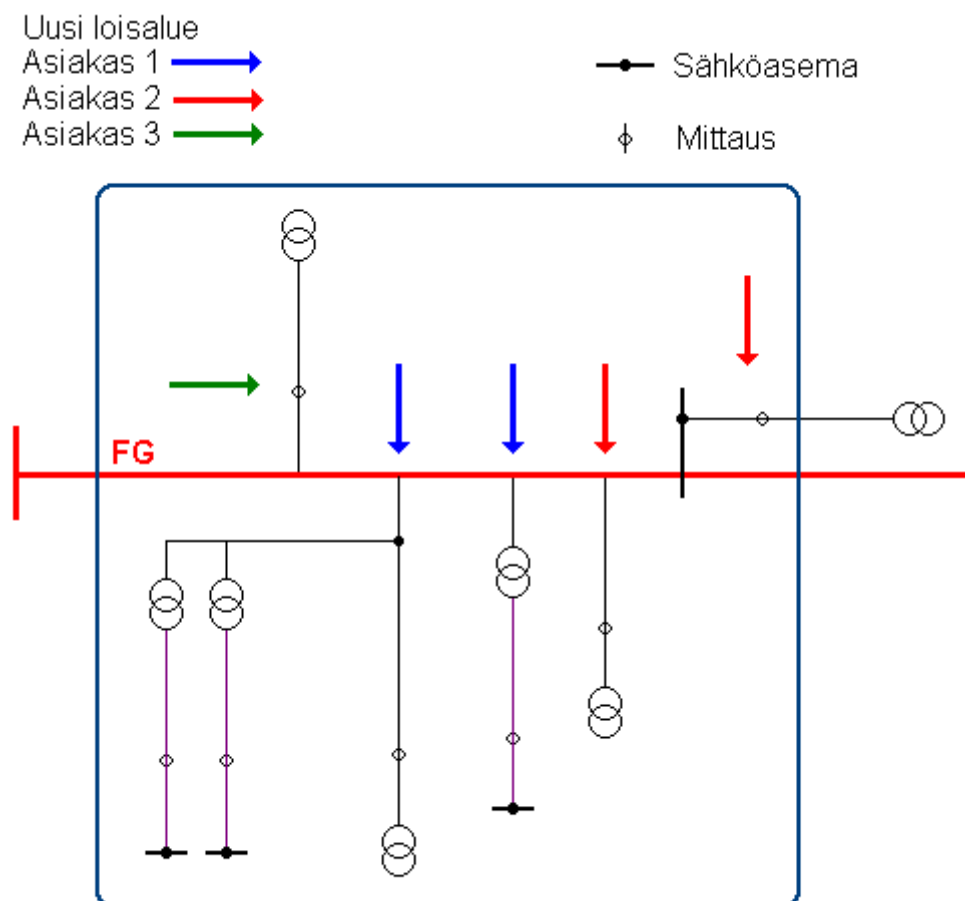 Uusi loisalue
Asiakas 1
Asiakas 2
Asiakas 3
Sähköasema
Mittaus
FG